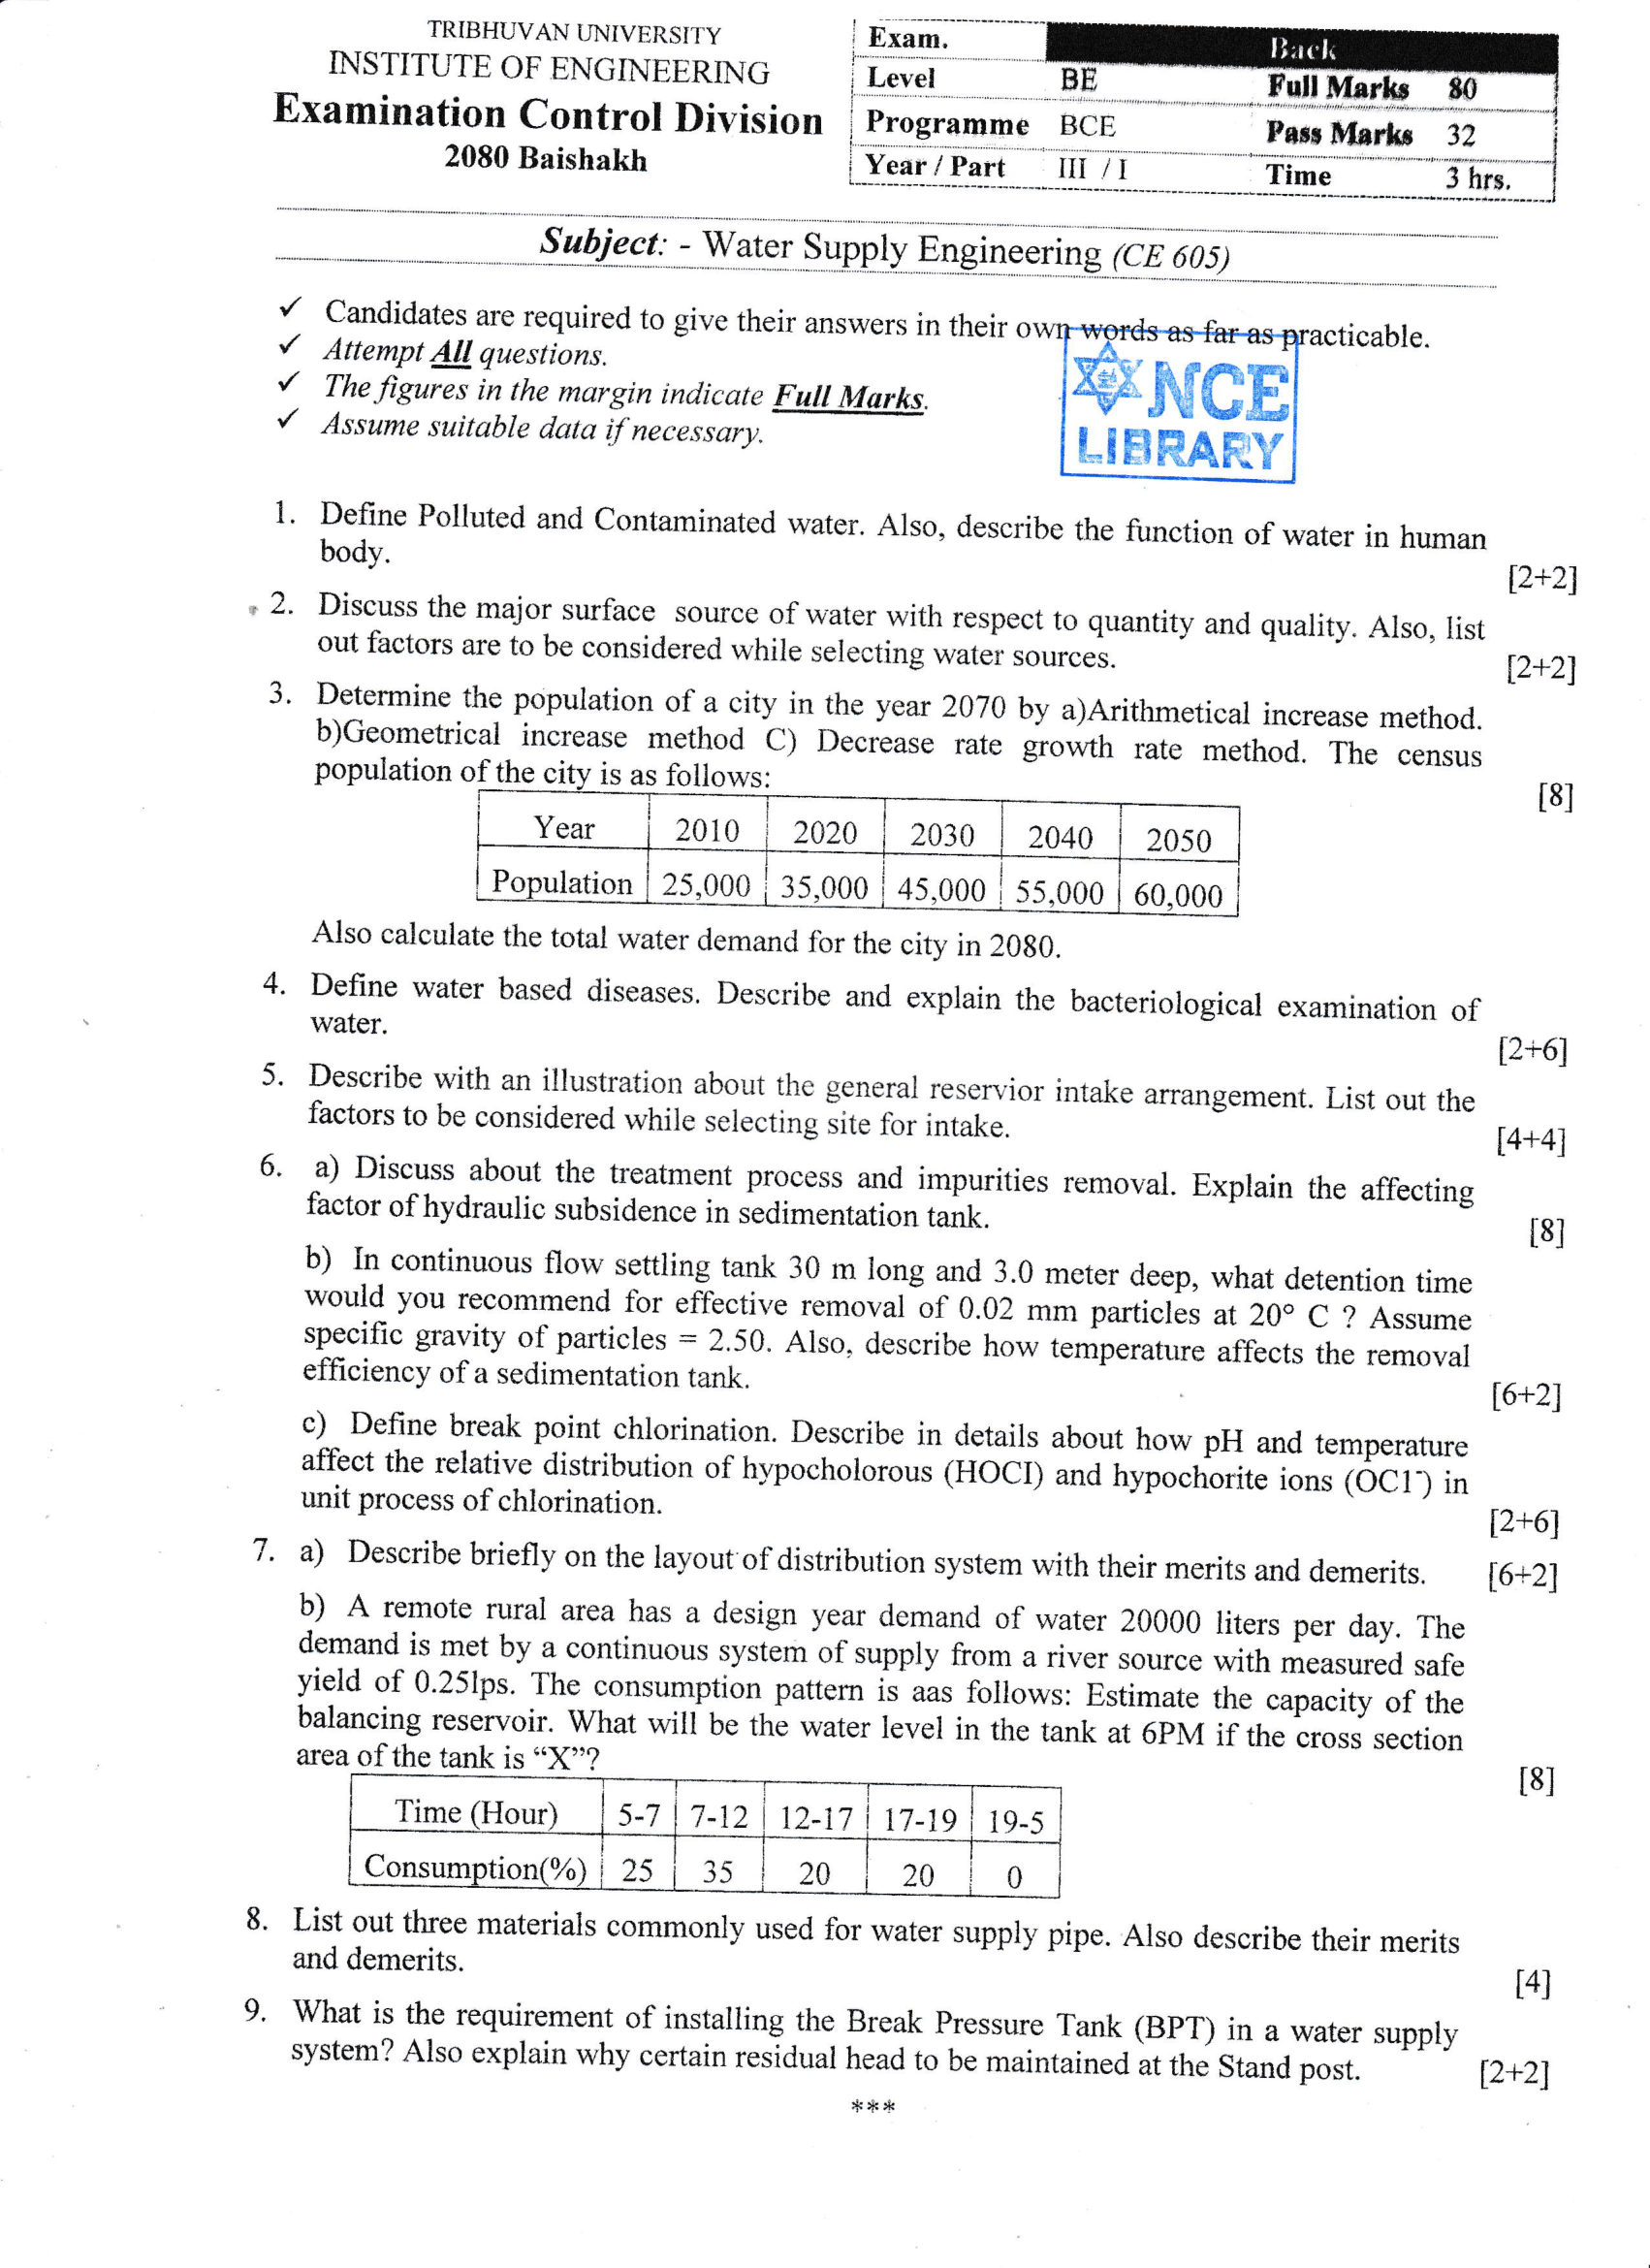 TRIBHUVAN UNIVERSITY
INSTITUTE OF ENGINEERING
Examination Control Division
2080 Baishakh
Exam. Back
Level BE Full Marks 80
Programme BCE Pass Marks 32
Year / Part III / I Time 3 hrs.
Subject: - Water Supply Engineering (CE 605)
✓ Candidates are required to give their answers in their own words as far as practicable.
✓ Attempt All questions.
✓ The figures in the margin indicate Full Marks.
✓ Assume suitable data if necessary.
NCE
LIBRARY
1. Define Polluted and Contaminated water. Also, describe the function of water in human
body. [2+2]
2. Discuss the major surface source of water with respect to quantity and quality. Also, list
out factors are to be considered while selecting water sources. [2+2]
3. Determine the population of a city in the year 2070 by a)Arithmetical increase method.
b)Geometrical increase method C) Decrease rate growth rate method. The census
population of the city is as follows: [8]
Year 2010 2020 2030 2040 2050
Population 25,000 35,000 45,000 55,000 60,000
Also calculate the total water demand for the city in 2080.
4. Define water based diseases. Describe and explain the bacteriological examination of
water. [2+6]
5. Describe with an illustration about the general reservior intake arrangement. List out the
factors to be considered while selecting site for intake. [4+4]
6. a) Discuss about the treatment process and impurities removal. Explain the affecting
factor of hydraulic subsidence in sedimentation tank. [8]
b) In continuous flow settling tank 30 m long and 3.0 meter deep, what detention time
would you recommend for effective removal of 0.02 mm particles at 20° C ? Assume
specific gravity of particles = 2.50. Also, describe how temperature affects the removal
efficiency of a sedimentation tank. [6+2]
c) Define break point chlorination. Describe in details about how pH and temperature
affect the relative distribution of hypocholorous (HOCI) and hypochorite ions (OC1⁻) in
unit process of chlorination. [2+6]
7. a) Describe briefly on the layout of distribution system with their merits and demerits. [6+2]
b) A remote rural area has a design year demand of water 20000 liters per day. The
demand is met by a continuous system of supply from a river source with measured safe
yield of 0.25lps. The consumption pattern is aas follows: Estimate the capacity of the
balancing reservoir. What will be the water level in the tank at 6PM if the cross section
area of the tank is “X”? [8]
Time (Hour) 5-7 7-12 12-17 17-19 19-5
Consumption(%) 25 35 20 20 0
8. List out three materials commonly used for water supply pipe. Also describe their merits
and demerits. [4]
9. What is the requirement of installing the Break Pressure Tank (BPT) in a water supply
system? Also explain why certain residual head to be maintained at the Stand post. [2+2]
***